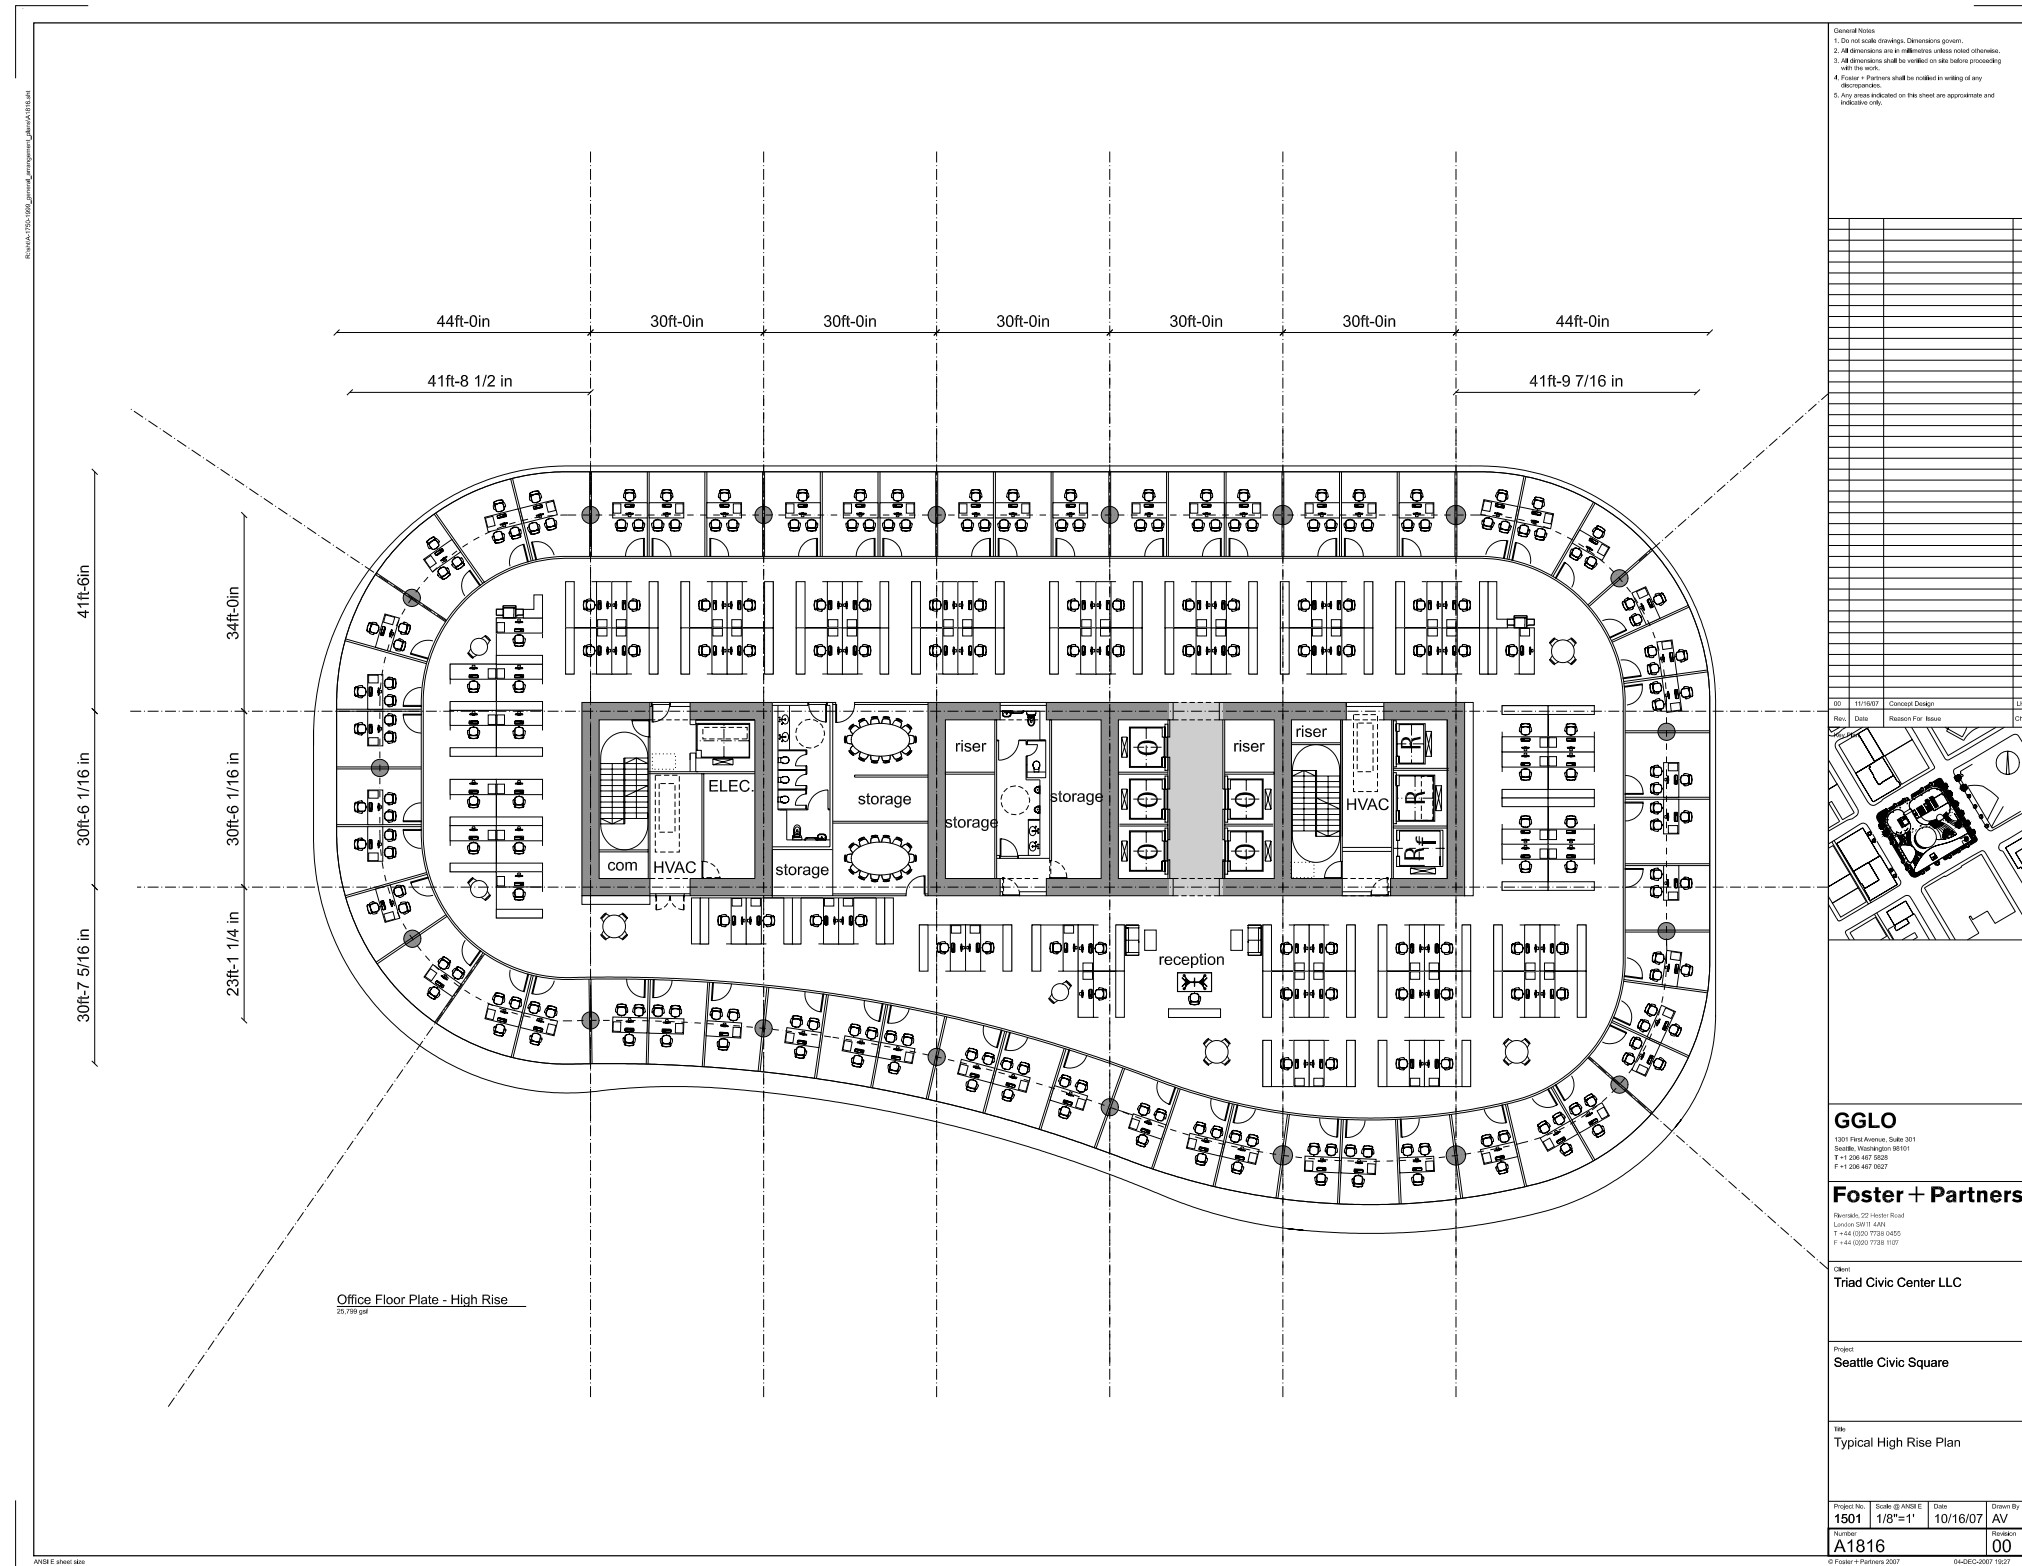 General Notes
1. Do not scale drawings. Dimensions govern.
2. All dimensions are in millimetres unless noted otherwise.
3. All dimensions shall be verified on site before proceeding
with the work.
4. Foster + Partners shall be notified in writing of any
discrepancies.
5. Any areas indicated on this sheet are approximate and
indicative only.
44ft-0in
30ft-0in
30ft-0in
30ft-0in
30ft-0in
30ft-0in
44ft-0in
41ft-8 1/2 in
41ft-9 7/16 in
41ft-6in
34ft-0in
30ft-6 1/16 in
30ft-6 1/16 in
30ft-7 5/16 in
23ft-1 1/4 in
ELEC.
com
HVAC
storage
storage
riser
storage
storage
riser
riser
HVAC
R
R
Rf
reception
Office Floor Plate - High Rise
25,799 gsf
00 11/16/07 Concept Design
Rev. Date Reason For Issue
Key Plan
GGLO
1301 First Avenue, Suite 301
Seattle, Washington 98101
T +1 206 467 5828
F +1 206 467 0627
Foster + Partners
Riverside, 22 Hester Road
London SW11 4AN
T +44 (0)20 7738 0455
F +44 (0)20 7738 1107
Client
Triad Civic Center LLC
Project
Seattle Civic Square
Title
Typical High Rise Plan
Project No. Scale @ ANSI E Date Drawn By
1501 1/8"=1' 10/16/07 AV
Number Revision
A1816 00
ANSI E sheet size
© Foster + Partners 2007 04-DEC-2007 19:27